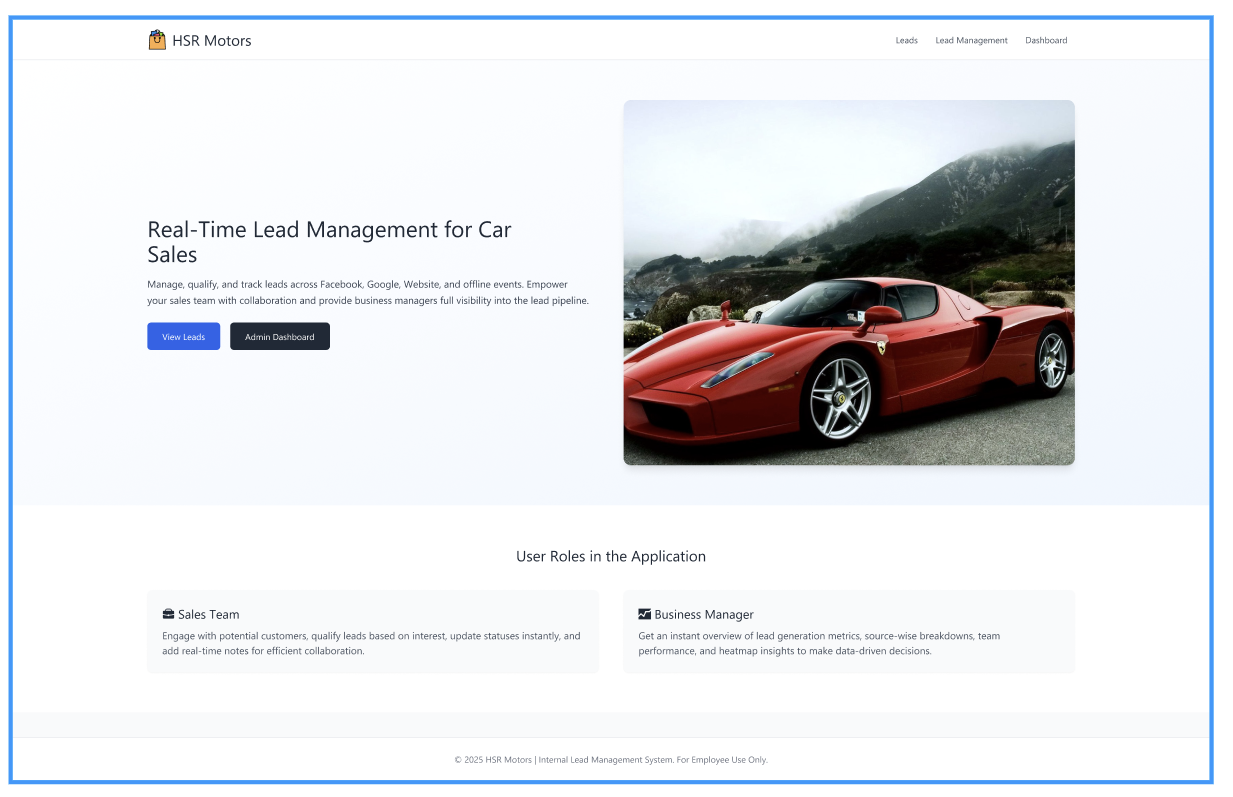 HSR Motors
Leads
Lead Management
Dashboard
Real-Time Lead Management for Car
Sales
Manage, qualify, and track leads across Facebook, Google, Website, and offline events. Empower
your sales team with collaboration and provide business managers full visibility into the lead pipeline.
View Leads
Admin Dashboard
User Roles in the Application
Sales Team
Engage with potential customers, qualify leads based on interest, update statuses instantly, and
add real-time notes for efficient collaboration.
Business Manager
Get an instant overview of lead generation metrics, source-wise breakdowns, team
performance, and heatmap insights to make data-driven decisions.
© 2025 HSR Motors | Internal Lead Management System. For Employee Use Only.